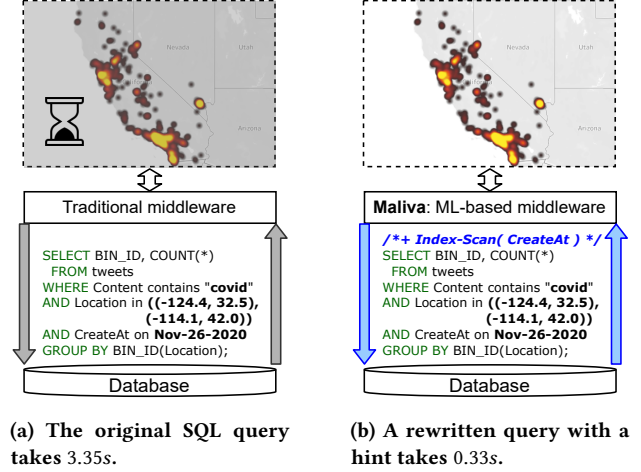 Nevada
Utah
California
Arizona
Traditional middleware
SELECT BIN_ID, COUNT(*)
FROM tweets
WHERE Content contains "covid"
AND Location in ((-124.4, 32.5),
(-114.1, 42.0))
AND CreateAt on Nov-26-2020
GROUP BY BIN_ID(Location);
Database
(a) The original SQL query
takes 3.35s.
Nevada
Utah
Arizona
Maliva: ML-based middleware
/*+ Index-Scan( CreateAt ) */
SELECT BIN_ID, COUNT(*)
FROM tweets
WHERE Content contains "covid"
AND Location in ((-124.4, 32.5),
(-114.1, 42.0))
AND CreateAt on Nov-26-2020
GROUP BY BIN_ID(Location);
Database
(b) A rewritten query with a
hint takes 0.33s.